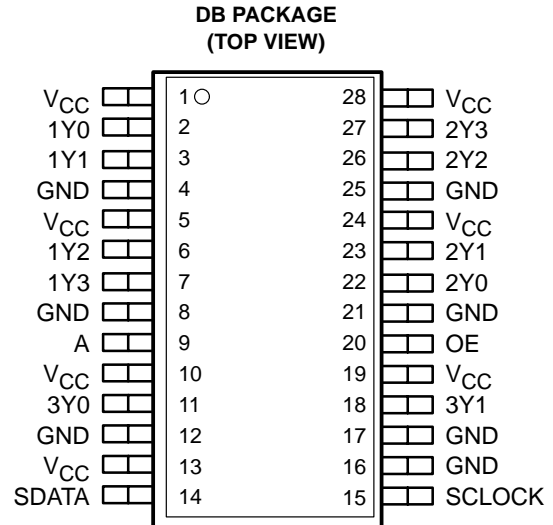 DB PACKAGE
(TOP VIEW)
VCC 1 28 VCC
1Y0 2 27 2Y3
1Y1 3 26 2Y2
GND 4 25 GND
VCC 5 24 VCC
1Y2 6 23 2Y1
1Y3 7 22 2Y0
GND 8 21 GND
A 9 20 OE
VCC 10 19 VCC
3Y0 11 18 3Y1
GND 12 17 GND
VCC 13 16 GND
SDATA 14 15 SCLOCK